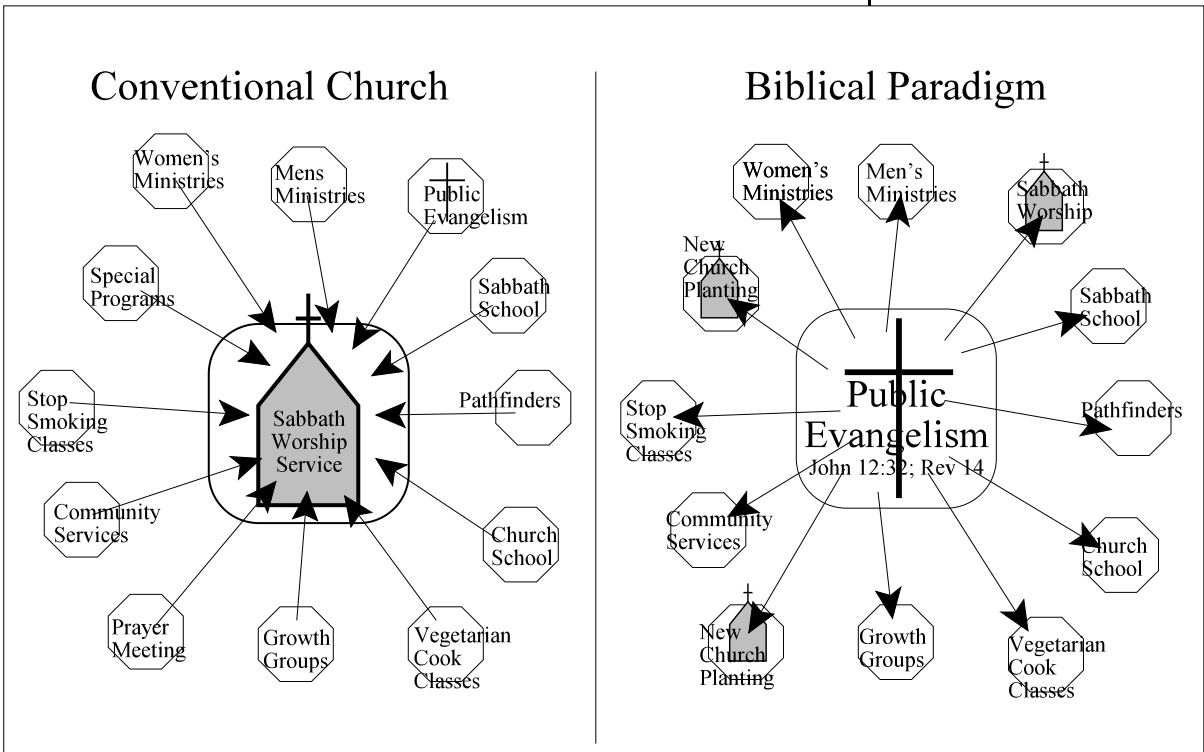 Conventional Church
Women's
Ministries
Mens
Ministries
Public
Evangelism
Special
Programs
Sabbath
School
Stop
Smoking
Classes
Sabbath
Worship
Service
Pathfinders
Community
Services
Church
School
Prayer
Meeting
Growth
Groups
Vegetarian
Cook
Classes
Biblical Paradigm
Women's
Ministries
Men's
Ministries
Sabbath
Worship
New
Church
Planting
Sabbath
School
Stop
Smoking
Classes
Public
Evangelism
John 12:32; Rev 14
Pathfinders
Community
Services
Church
School
New
Church
Planting
Growth
Groups
Vegetarian
Cook
Classes